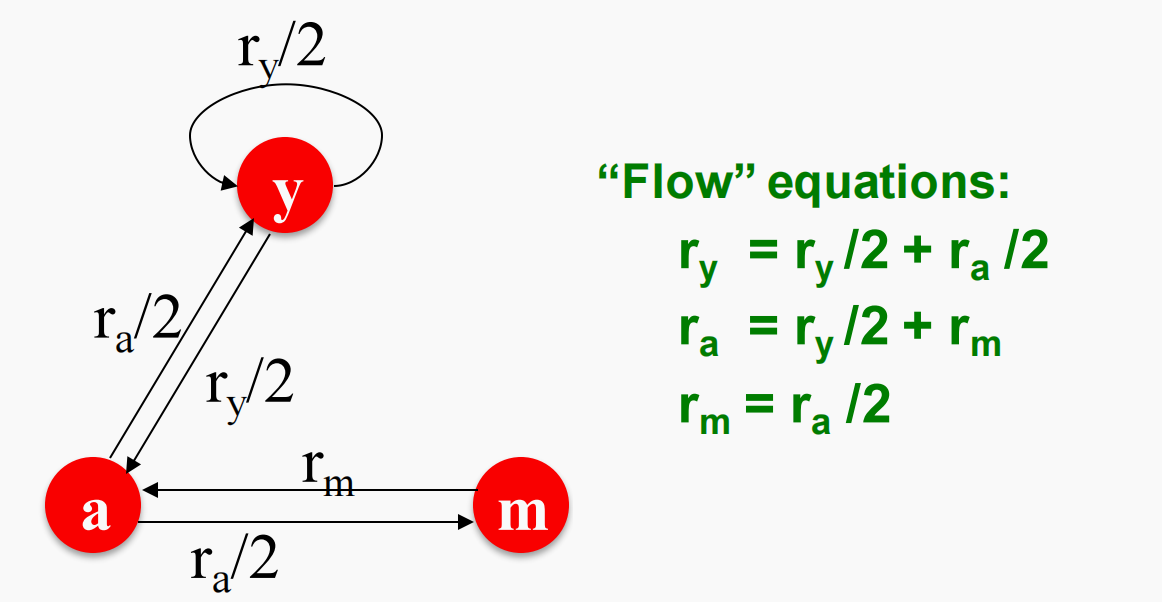 r_y/2
y
r_a/2
r_y/2
a
r_m
m
r_a/2
“Flow” equations:
r_y = r_y /2 + r_a /2
r_a = r_y /2 + r_m
r_m = r_a /2